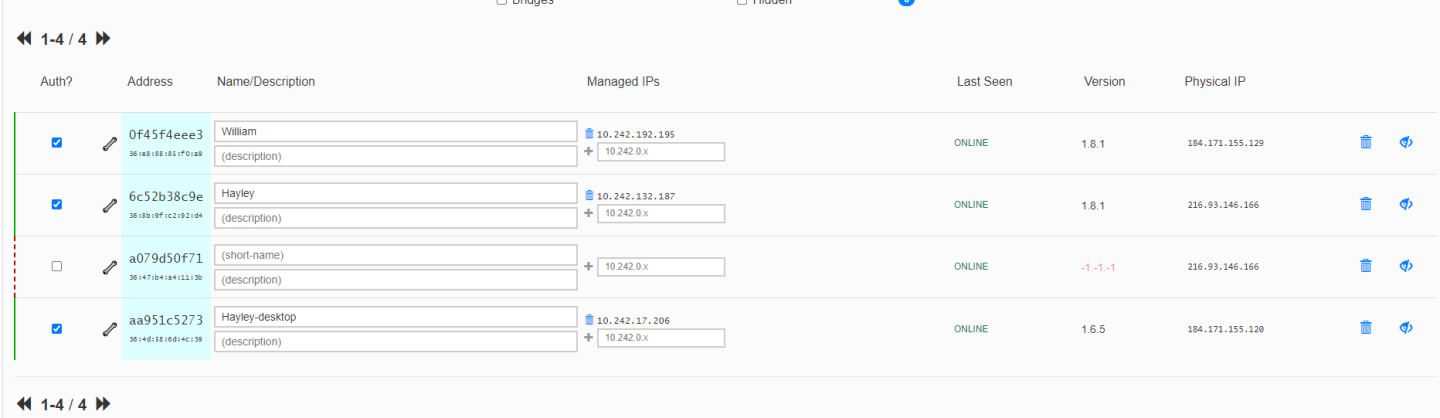 Bridges Hidden
1-4 / 4
Auth? Address Name/Description Managed IPs Last Seen Version Physical IP
0f45f4eee3 William 10.242.192.195 ONLINE 1.8.1 184.171.155.129
36:e8:88:85:f0:a9 (description) 10.242.0.x
6c52b38c9e Hayley 10.242.132.187 ONLINE 1.8.1 216.93.146.166
36:8b:9f:c2:92:d4 (description) 10.242.0.x
a079d50f71 (short-name) 10.242.0.x ONLINE -1.-1.-1 216.93.146.166
36:47:b4:a4:11:3b (description)
aa951c5273 Hayley-desktop 10.242.17.206 ONLINE 1.6.5 184.171.155.120
36:4d:58:6d:4c:39 (description) 10.242.0.x
1-4 / 4